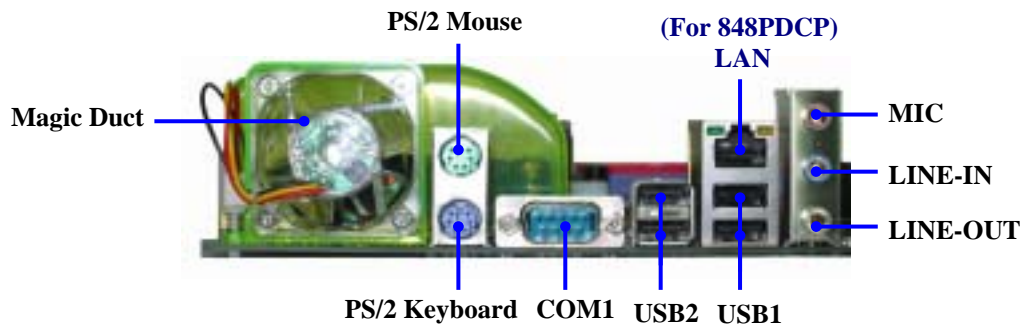 PS/2 Mouse
(For 848PDCP)
LAN
Magic Duct
MIC
LINE-IN
LINE-OUT
PS/2 Keyboard
COM1
USB2
USB1